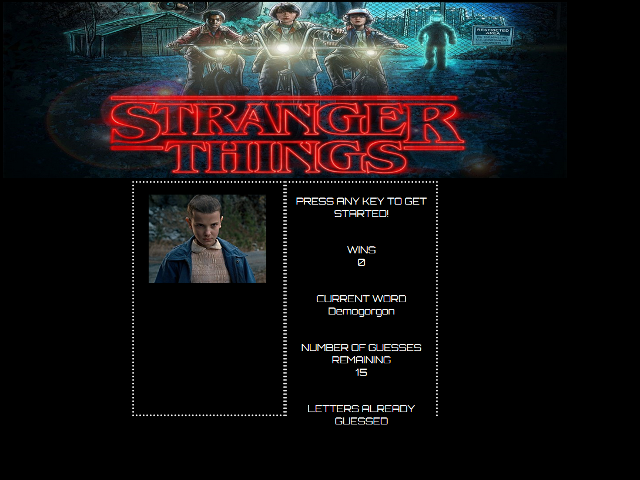 RESTRICTED
STRANGER
THINGS
PRESS ANY KEY TO GET
STARTED!
WINS
0
CURRENT WORD
Demogorgon
NUMBER OF GUESSES
REMAINING
15
LETTERS ALREADY
GUESSED